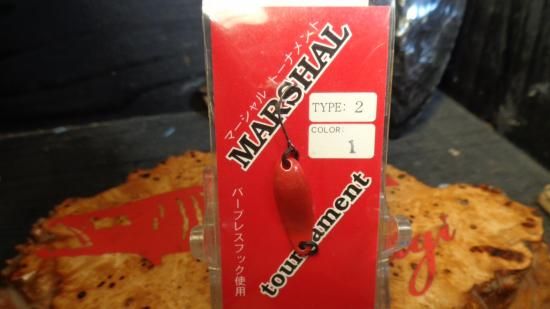 マーシャル トーナメント
MARSHAL
TYPE: 2
COLOR:
1
tournament
バーブレスフック使用